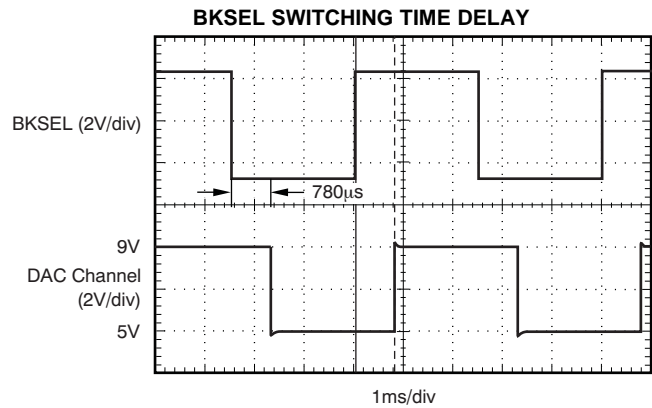 BKSEL SWITCHING TIME DELAY
BKSEL (2V/div)
780µs
9V
DAC Channel
(2V/div)
5V
1ms/div